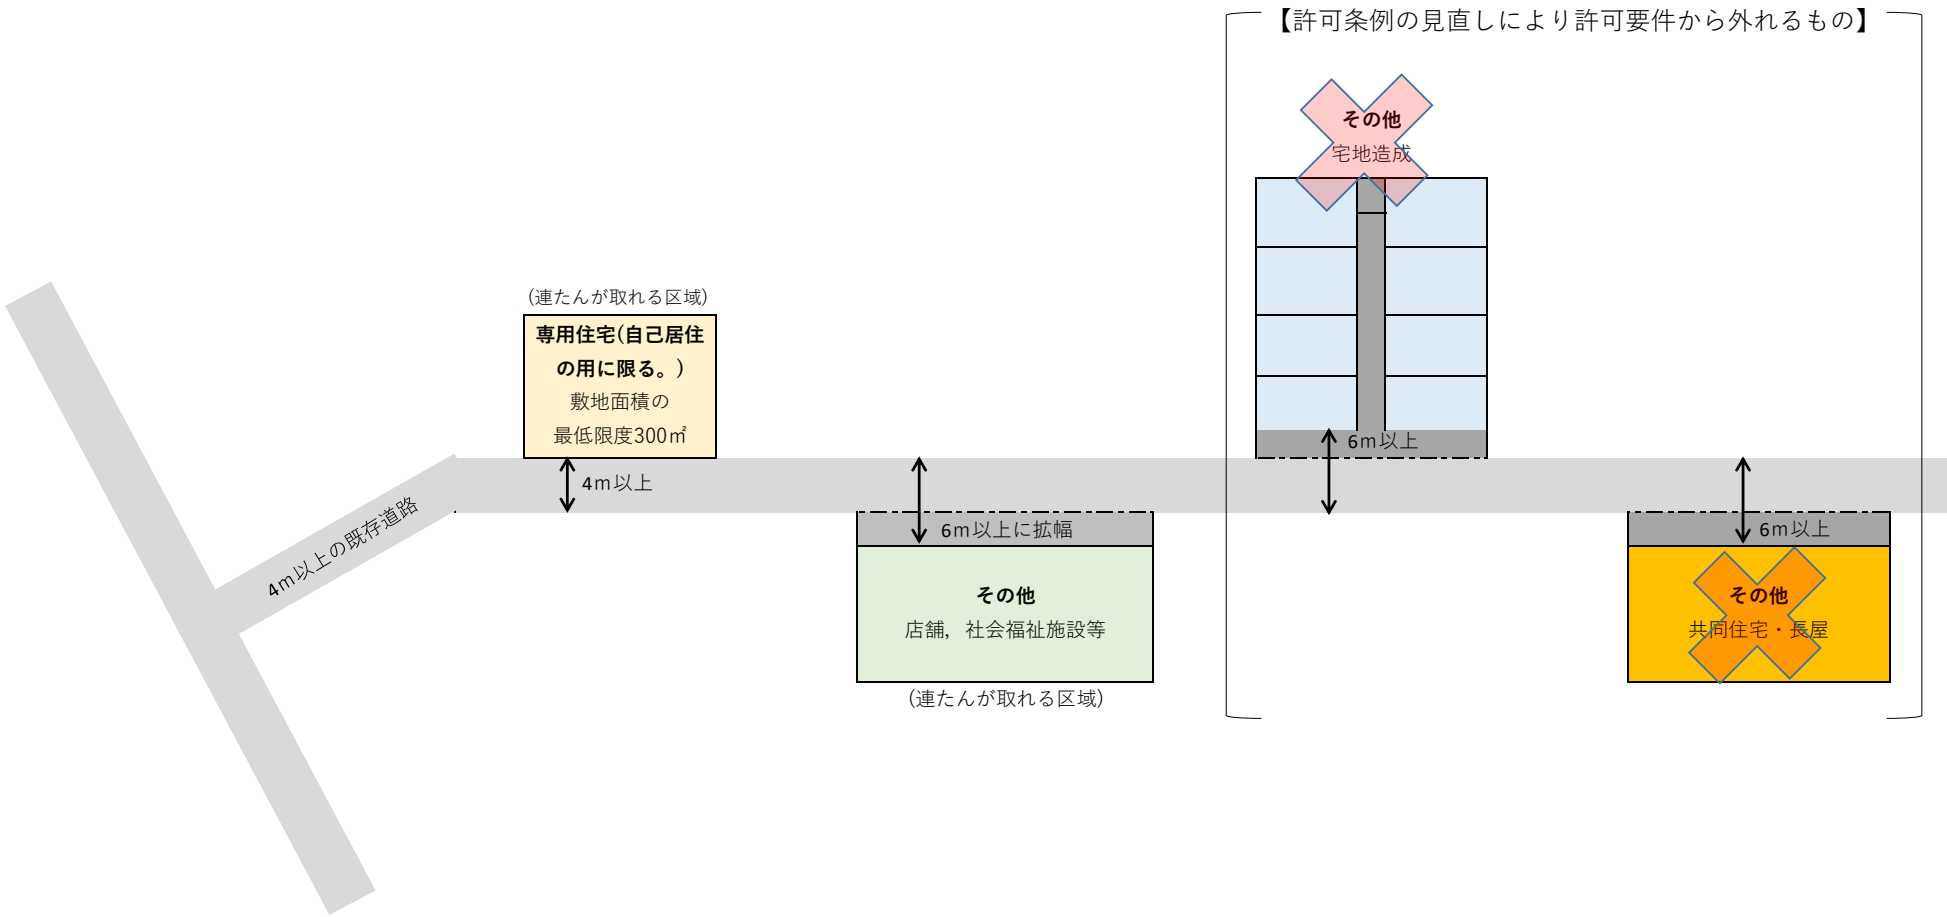 【許可条例の見直しにより許可要件から外れるもの】
その他
宅地造成
(連たんが取れる区域)
専用住宅(自己居住
の用に限る。)
敷地面積の
最低限度300㎡
6ｍ以上
4ｍ以上
4ｍ以上の既存道路
6ｍ以上に拡幅
6ｍ以上
その他
店舗，社会福祉施設等
その他
共同住宅・長屋
(連たんが取れる区域)